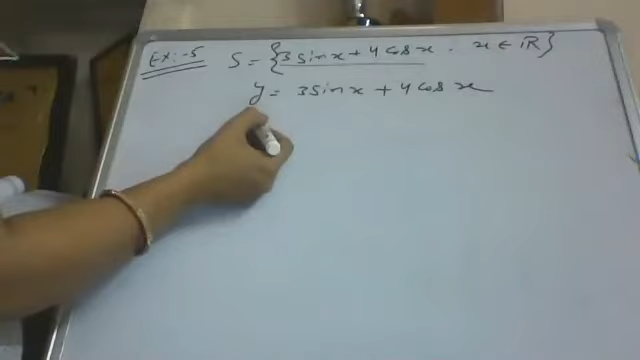 Ex:-5 S = {3 sin x + 4 cos x : x ∈ ℝ}
y = 3 sin x + 4 cos x